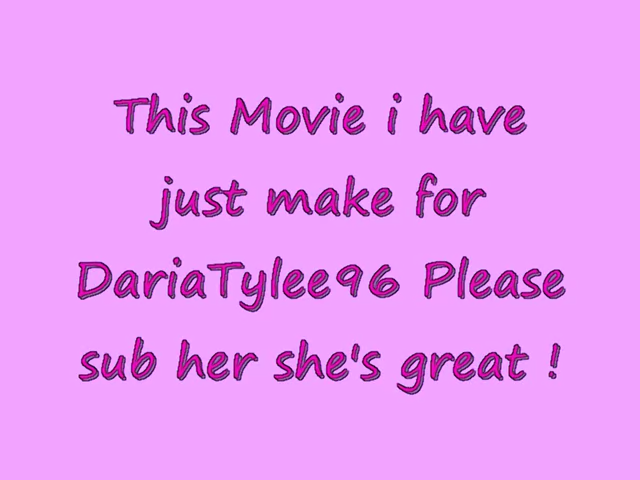 This Movie i have
just make for
DariaTylee96 Please
sub her she's great !